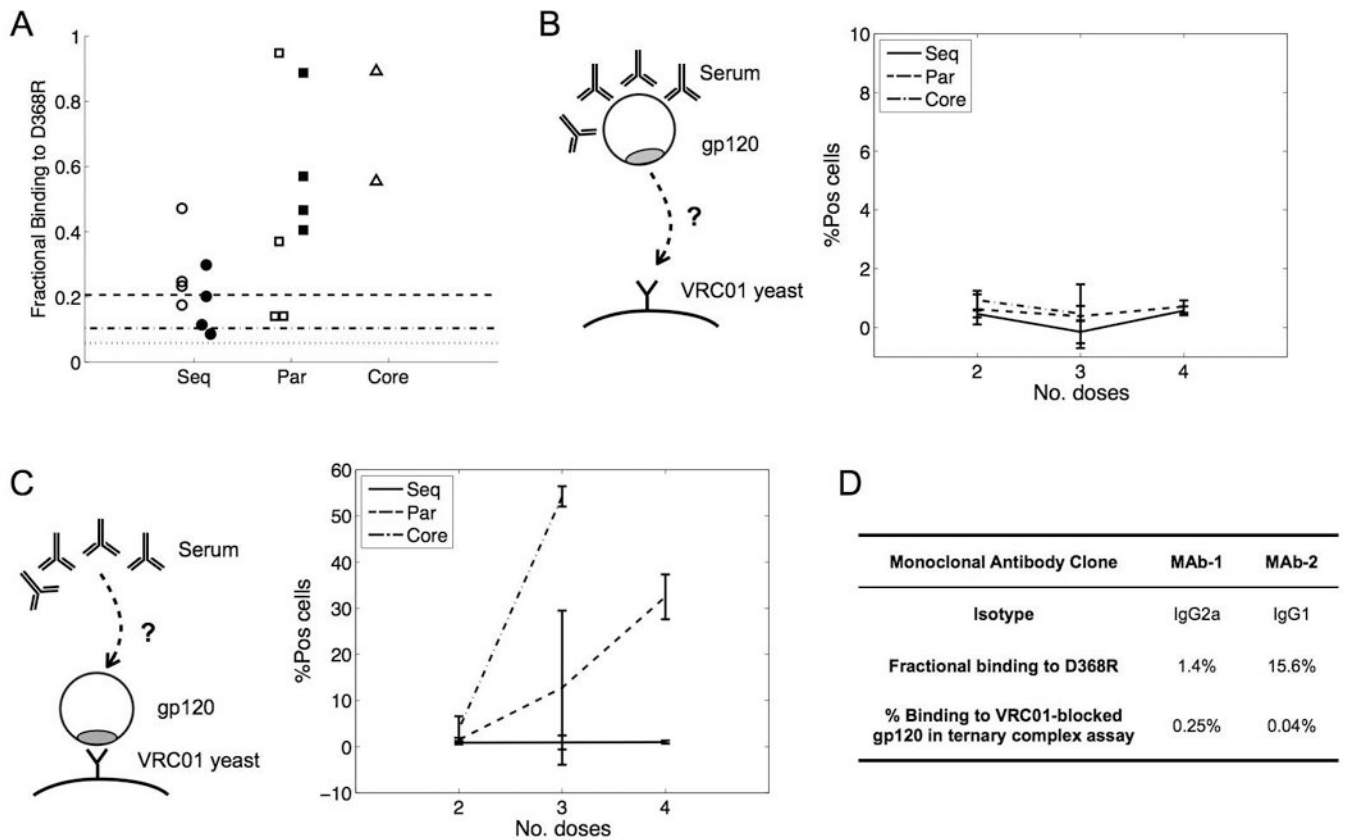 A
Fractional Binding to D368R
1
0.8
0.6
0.4
0.2
0
Seq
Par
Core
B
Serum
gp120
?
VRC01 yeast
%Pos cells
10
8
6
4
2
0
Seq
Par
Core
2
3
4
No. doses
C
Serum
?
gp120
VRC01 yeast
%Pos cells
60
50
40
30
20
10
0
−10
Seq
Par
Core
2
3
4
No. doses
D
Monoclonal Antibody Clone MAb-1 MAb-2
Isotype IgG2a IgG1
Fractional binding to D368R 1.4% 15.6%
% Binding to VRC01-blocked
gp120 in ternary complex assay 0.25% 0.04%